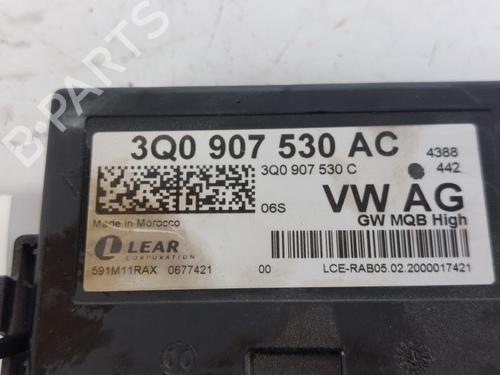 3Q0 907 530 AC
4388
3Q0 907 530 C
442
06S
VW AG
GW MQB High
Made in Morocco
LEAR
CORPORATION
591M11RAX 0677421
00
LCE-RAB05.02.2000017421
B-Parts